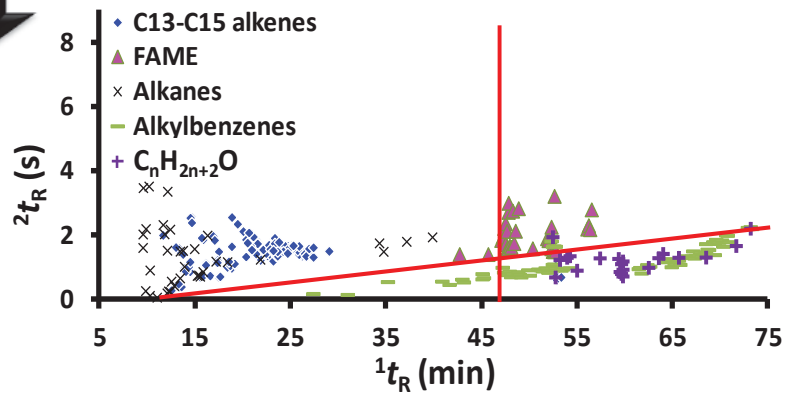 C13-C15 alkenes
FAME
Alkanes
Alkylbenzenes
CnH2n+2O
8
6
4
2
0
²tR (s)
5 15 25 35 45 55 65 75
¹tR (min)